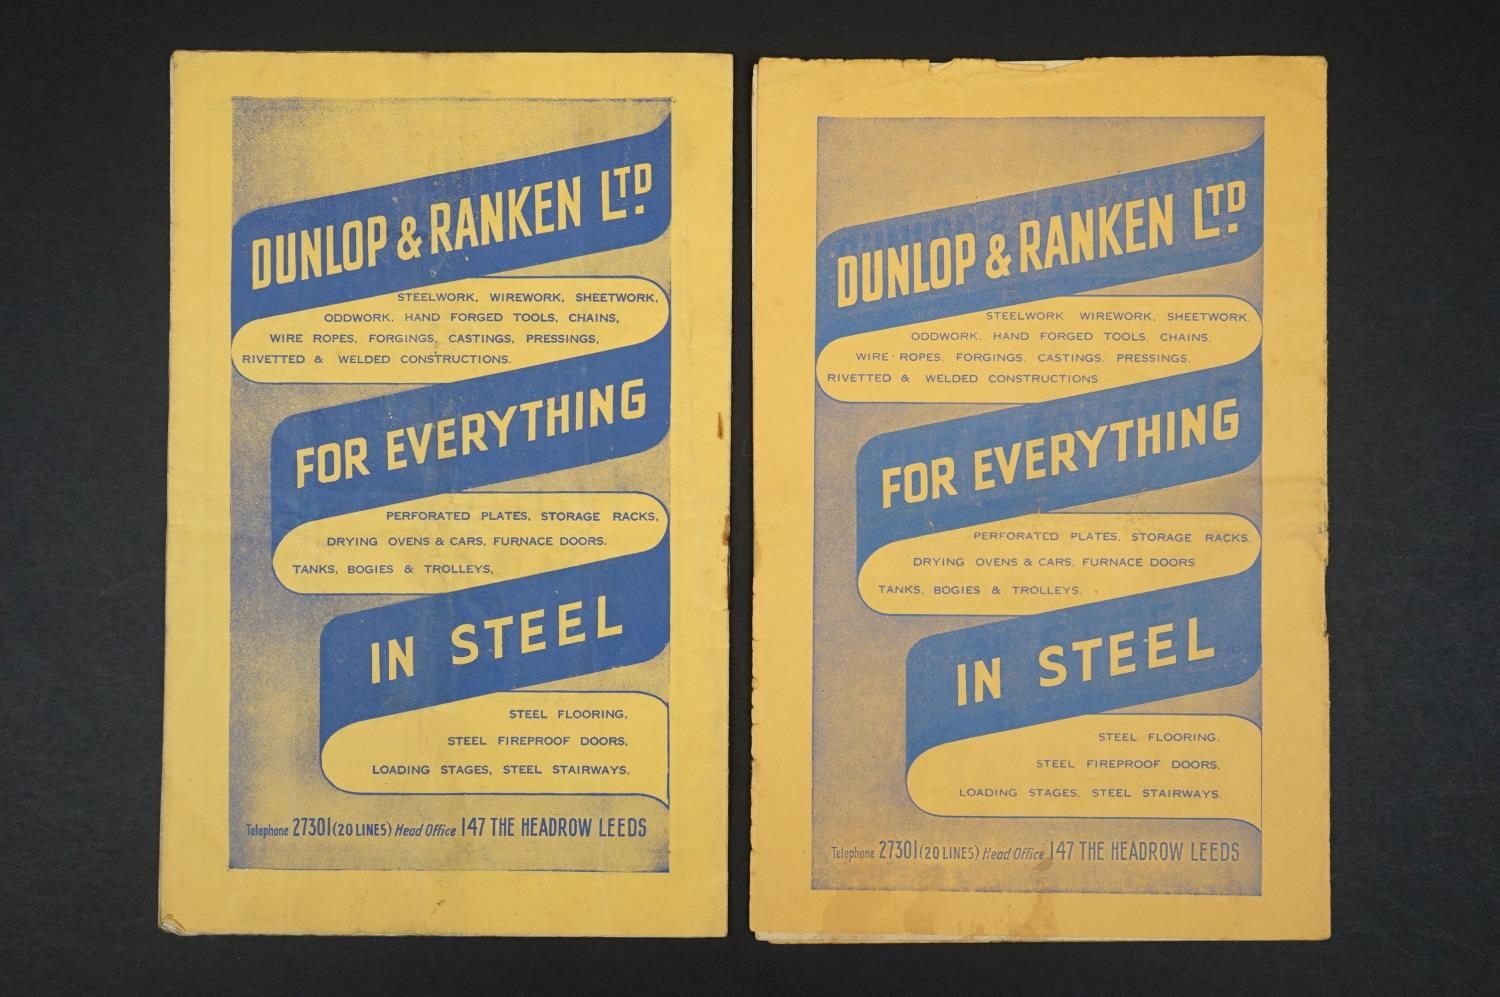 DUNLOP & RANKEN LTD.
STEELWORK, WIREWORK, SHEETWORK,
ODDWORK, HAND FORGED TOOLS, CHAINS,
WIRE ROPES, FORGINGS, CASTINGS, PRESSINGS,
RIVETTED & WELDED CONSTRUCTIONS.
FOR EVERYTHING
PERFORATED PLATES, STORAGE RACKS,
DRYING OVENS & CARS, FURNACE DOORS.
TANKS, BOGIES & TROLLEYS,
IN STEEL
STEEL FLOORING,
STEEL FIREPROOF DOORS,
LOADING STAGES, STEEL STAIRWAYS.
Telephone 27301 (20 LINES) Head Office 147 THE HEADROW LEEDS
DUNLOP & RANKEN LTD.
STEELWORK. WIREWORK, SHEETWORK.
ODDWORK. HAND FORGED TOOLS, CHAINS.
WIRE ROPES. FORGINGS, CASTINGS, PRESSINGS.
RIVETTED & WELDED CONSTRUCTIONS
FOR EVERYTHING
PERFORATED PLATES, STORAGE RACKS.
DRYING OVENS & CARS, FURNACE DOORS
TANKS, BOGIES & TROLLEYS.
IN STEEL
STEEL FLOORING.
STEEL FIREPROOF DOORS.
LOADING STAGES. STEEL STAIRWAYS.
Telephone 27301 (20 LINES) Head Office 147 THE HEADROW LEEDS